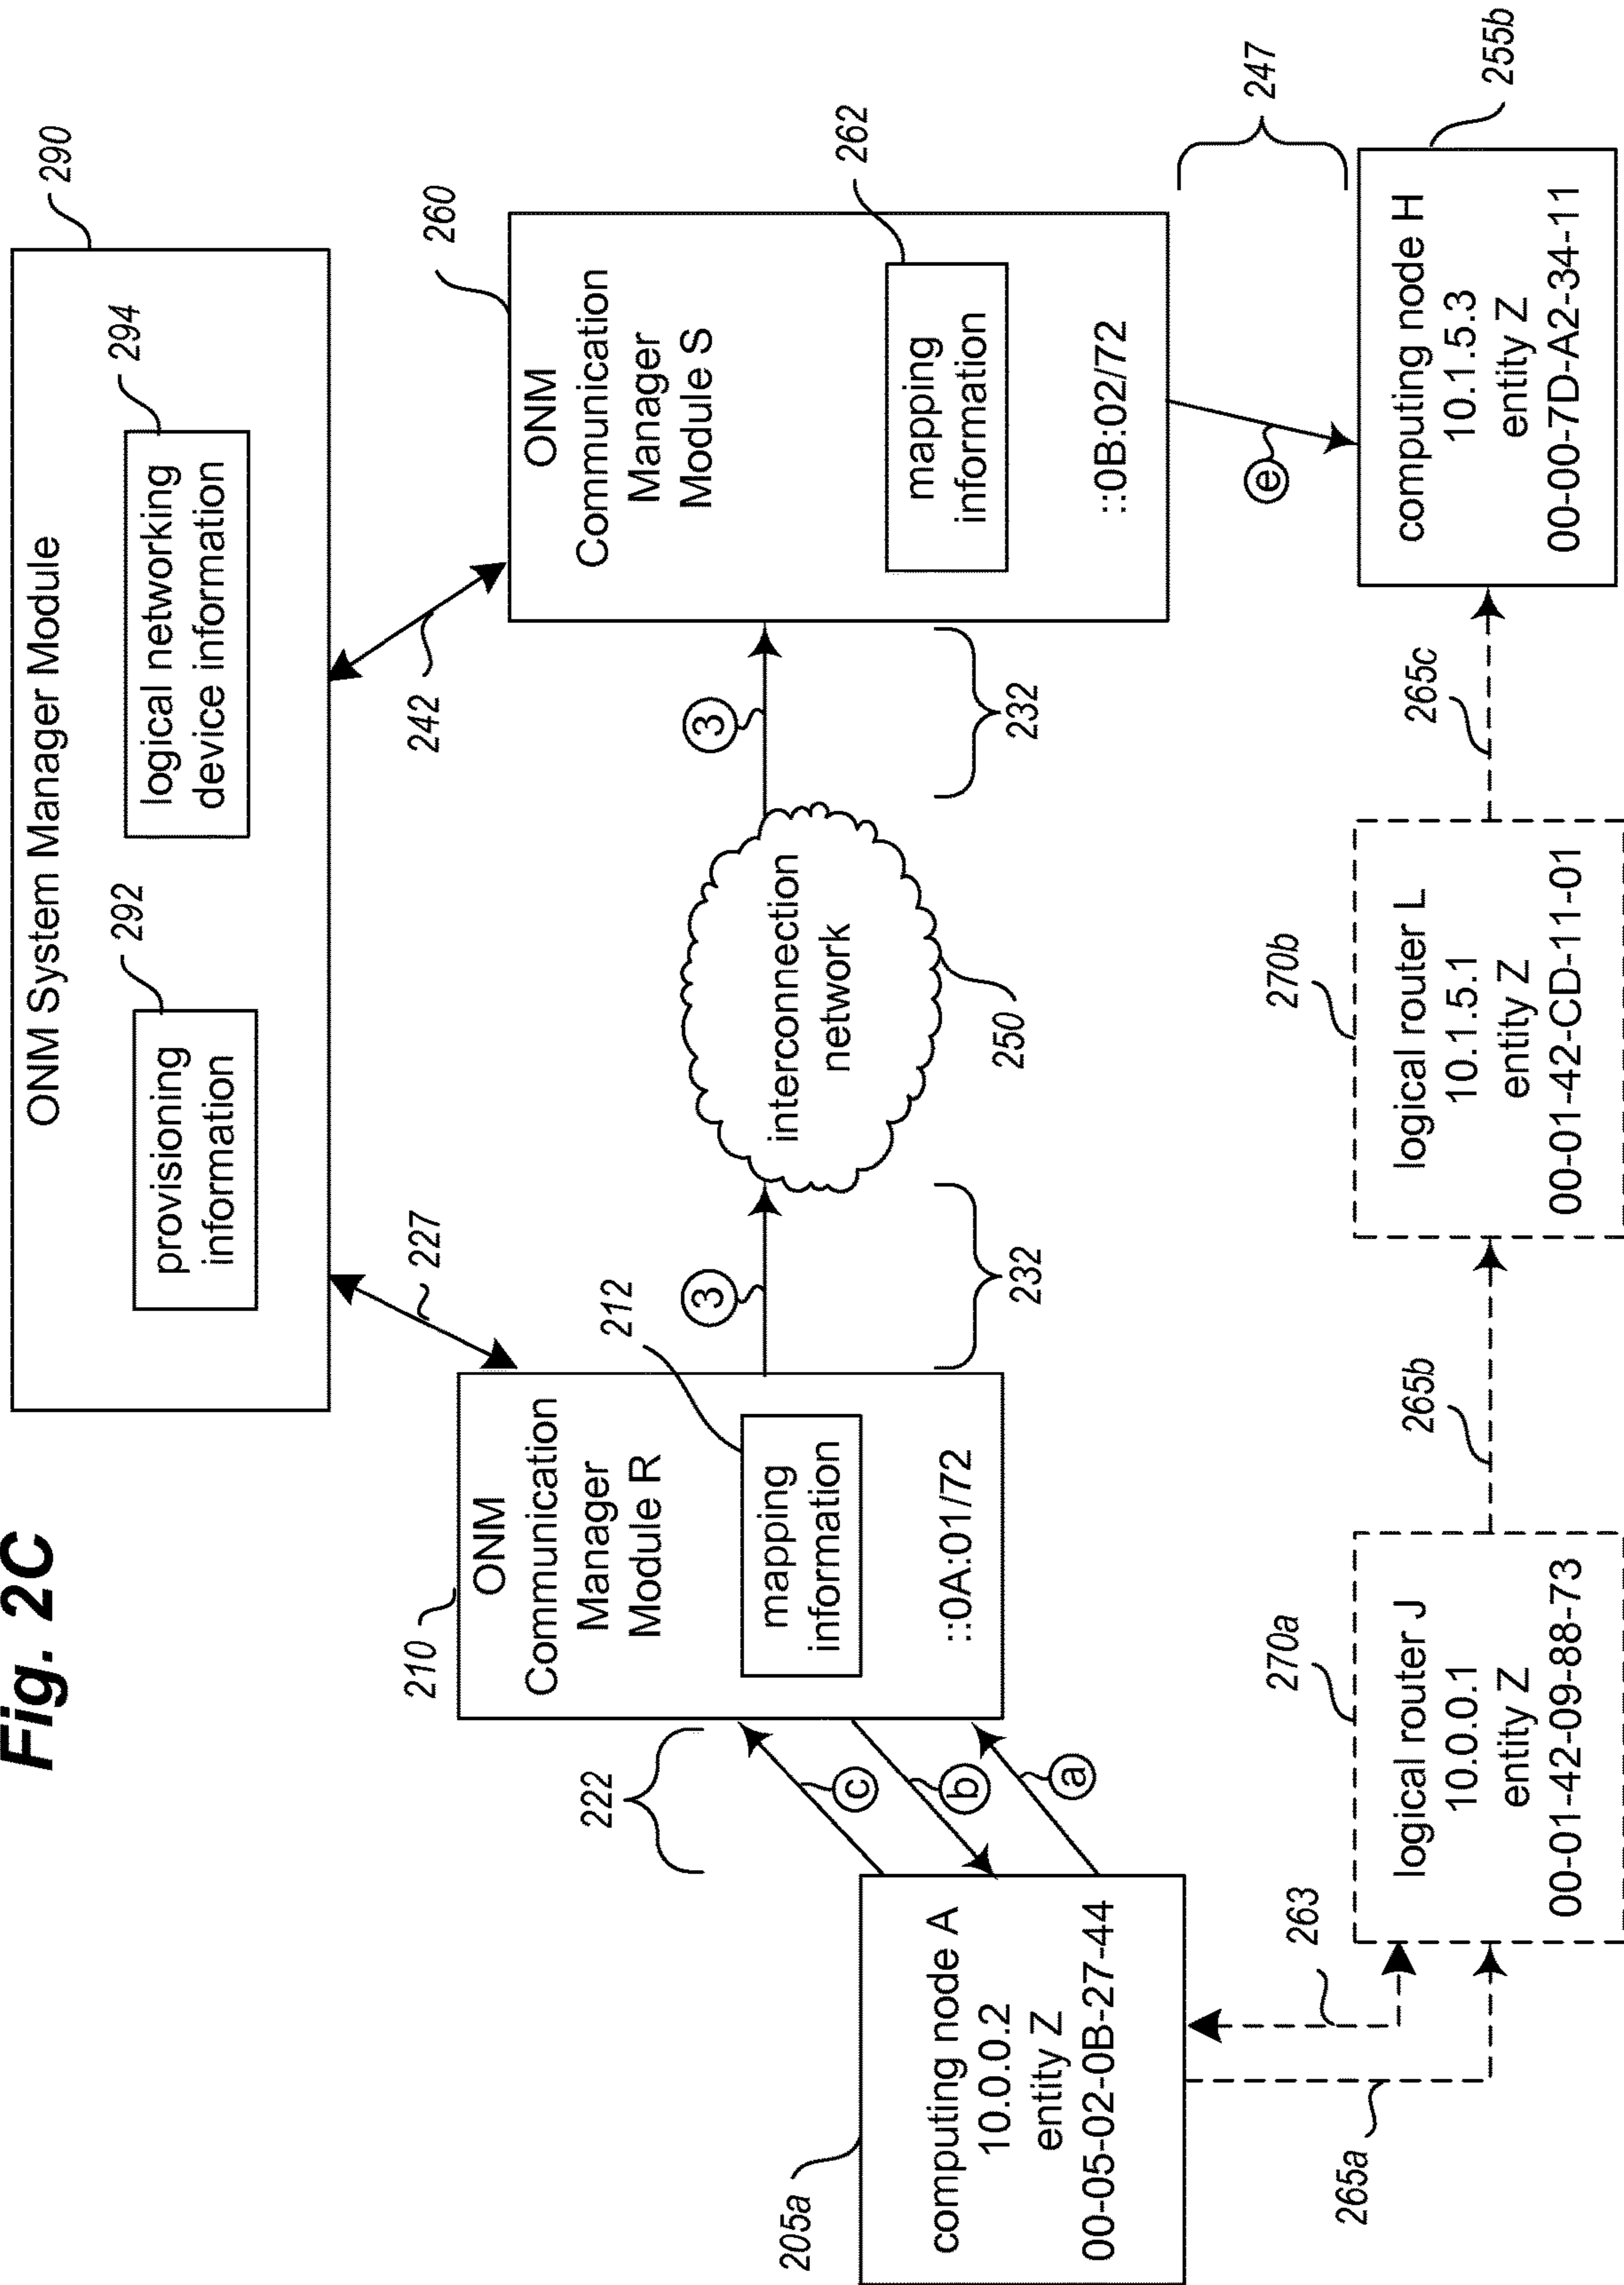 Fig. 2C
ONM System Manager Module
290
provisioning
information
292
logical networking
device information
294
227
242
210
ONM
Communication
Manager
Module R
mapping
information
212
::0A:01/72
3
232
interconnection
network
250
3
232
260
ONM
Communication
Manager
Module S
mapping
information
262
::0B:02/72
222
c
b
a
e
247
205a
computing node A
10.0.0.2
entity Z
00-05-02-0B-27-44
263
265a
270a
logical router J
10.0.0.1
entity Z
00-01-42-09-88-73
265b
270b
logical router L
10.1.5.1
entity Z
00-01-42-CD-11-01
265c
computing node H
10.1.5.3
entity Z
00-00-7D-A2-34-11
255b